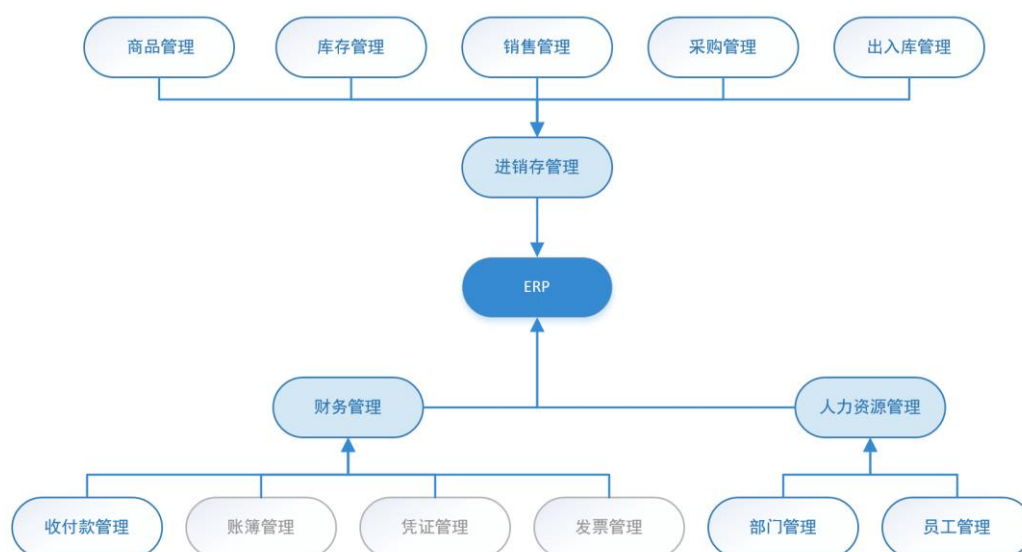 商品管理
库存管理
销售管理
采购管理
出入库管理
进销存管理
ERP
财务管理
人力资源管理
收付款管理
账簿管理
凭证管理
发票管理
部门管理
员工管理